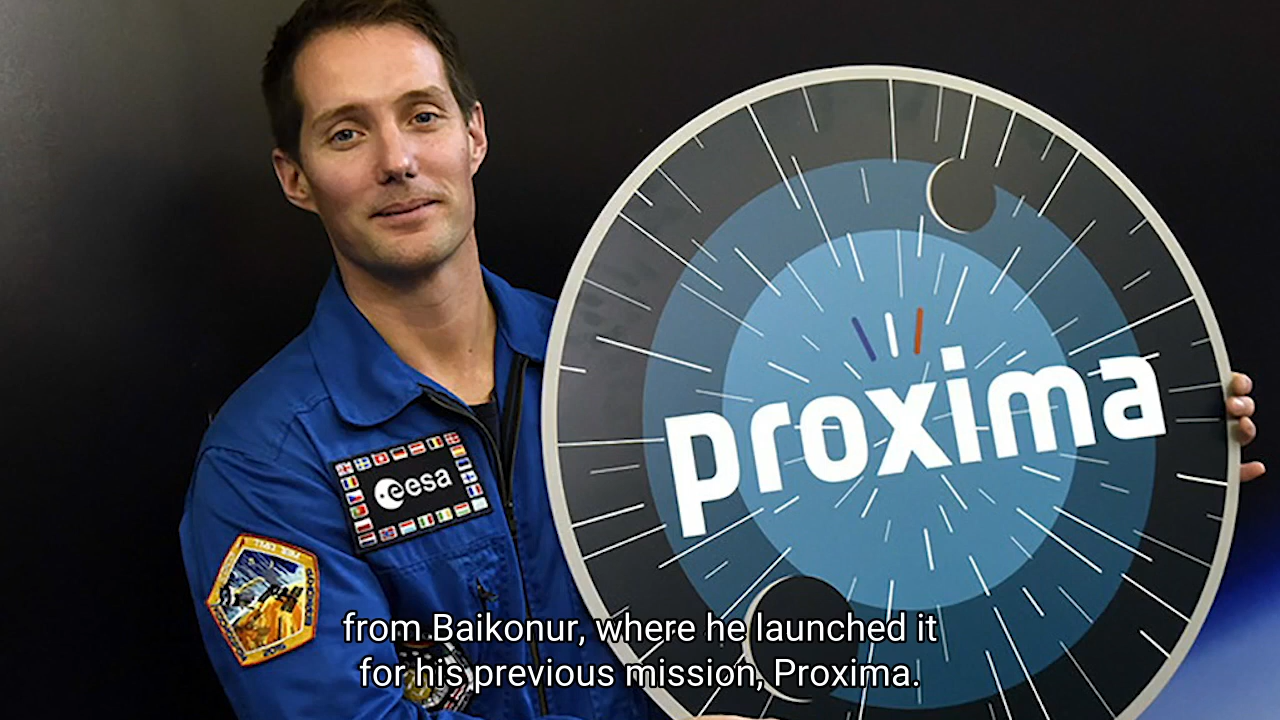 proxima
esa
from Baikonur, where he launched it
for his previous mission, Proxima.